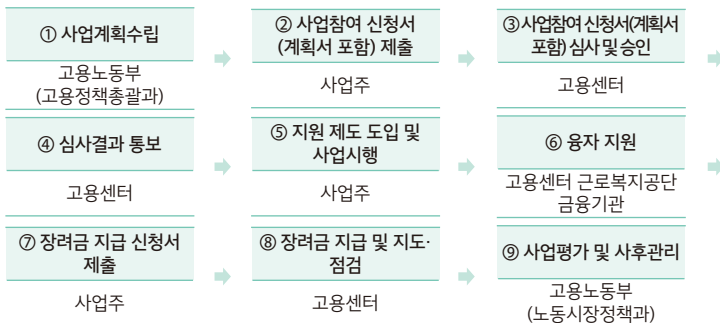 ① 사업계획수립
고용노동부
(고용정책총괄과)
② 사업참여 신청서
(계획서 포함) 제출
사업주
③ 사업참여 신청서(계획서
포함) 심사 및 승인
고용센터
④ 심사결과 통보
고용센터
⑤ 지원 제도 도입 및
사업시행
사업주
⑥ 융자 지원
고용센터 근로복지공단
금융기관
⑦ 장려금 지급 신청서
제출
사업주
⑧ 장려금 지급 및 지도·
점검
고용센터
⑨ 사업평가 및 사후관리
고용노동부
(노동시장정책과)